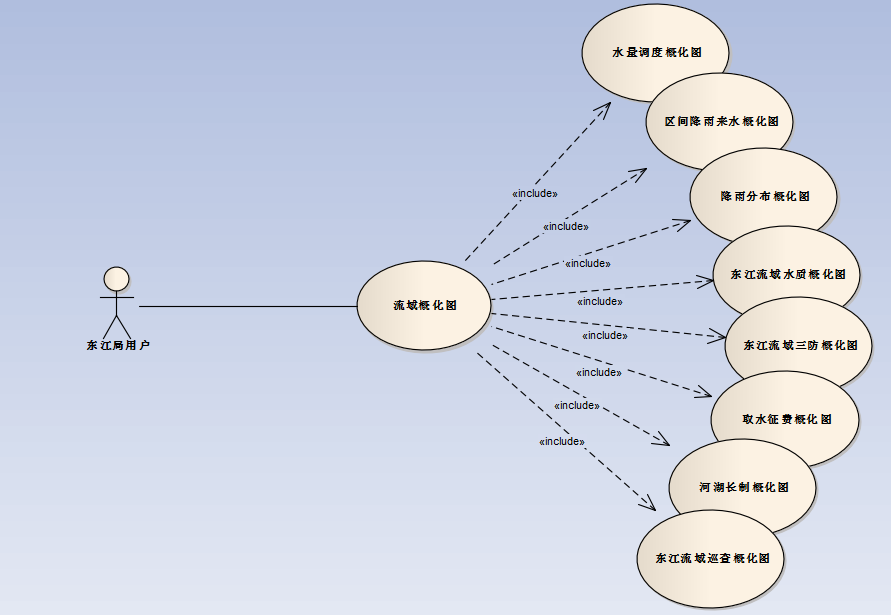 水量调度概化图
区间降雨来水概化图
«include»
«include»
降雨分布概化图
«include»
东江流域水质概化图
«include»
流域概化图
«include»
东江流域三防概化图
东江局用户
«include»
«include»
取水征费概化图
«include»
河湖长制概化图
东江流域巡查概化图